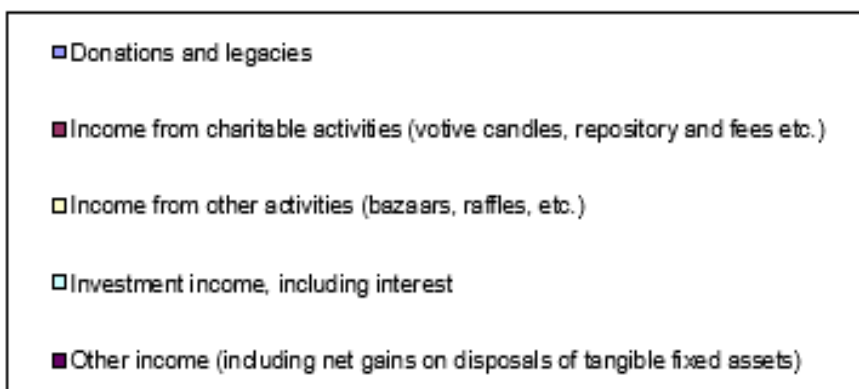 Donations and legacies
Income from charitable activities (votive candles, repository and fees etc.)
Income from other activities (bazaars, raffles, etc.)
Investment income, including interest
Other income (including net gains on disposals of tangible fixed assets)